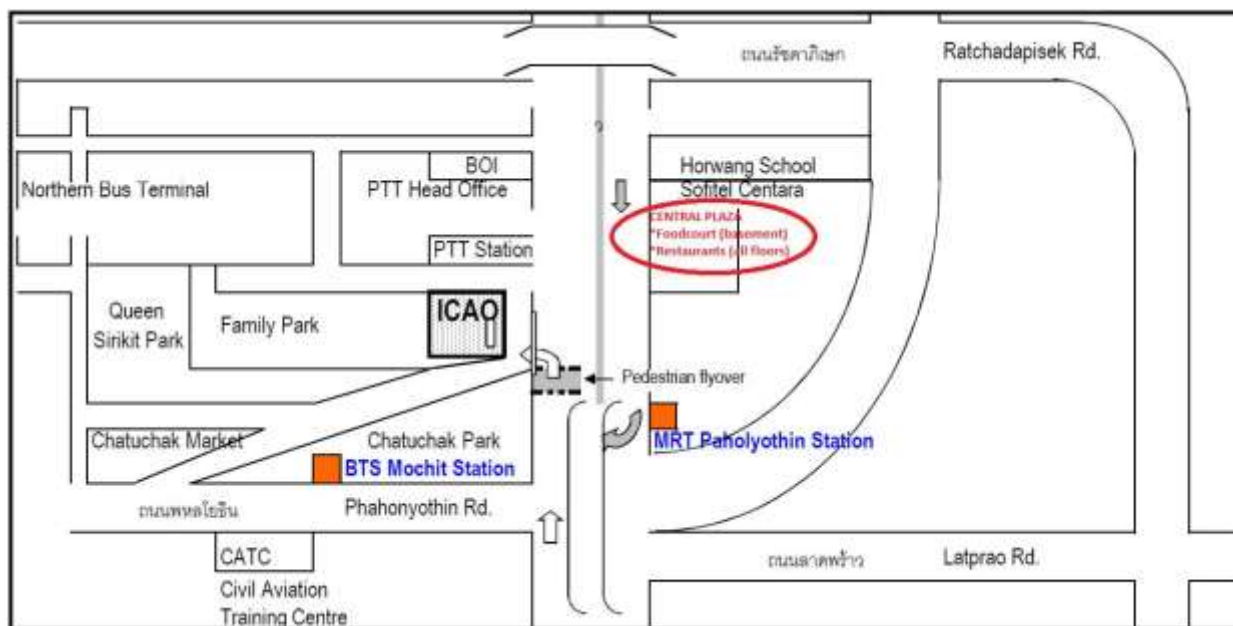 ถนนรัชดาภิเษก
Ratchadapisek Rd.
BOI
Horwang School
Northern Bus Terminal
PTT Head Office
Sofitel Centara
CENTRAL PLAZA
*Foodcourt (basement)
*Restaurants (all floors)
PTT Station
ICAO
Queen
Sirikit Park
Family Park
Pedestrian flyover
Chatuchak Market
Chatuchak Park
MRT Paholyothin Station
BTS Mochit Station
ถนนพหลโยธิน
Phahonyothin Rd.
CATC
ถนนลาดพร้าว
Latprao Rd.
Civil Aviation
Training Centre